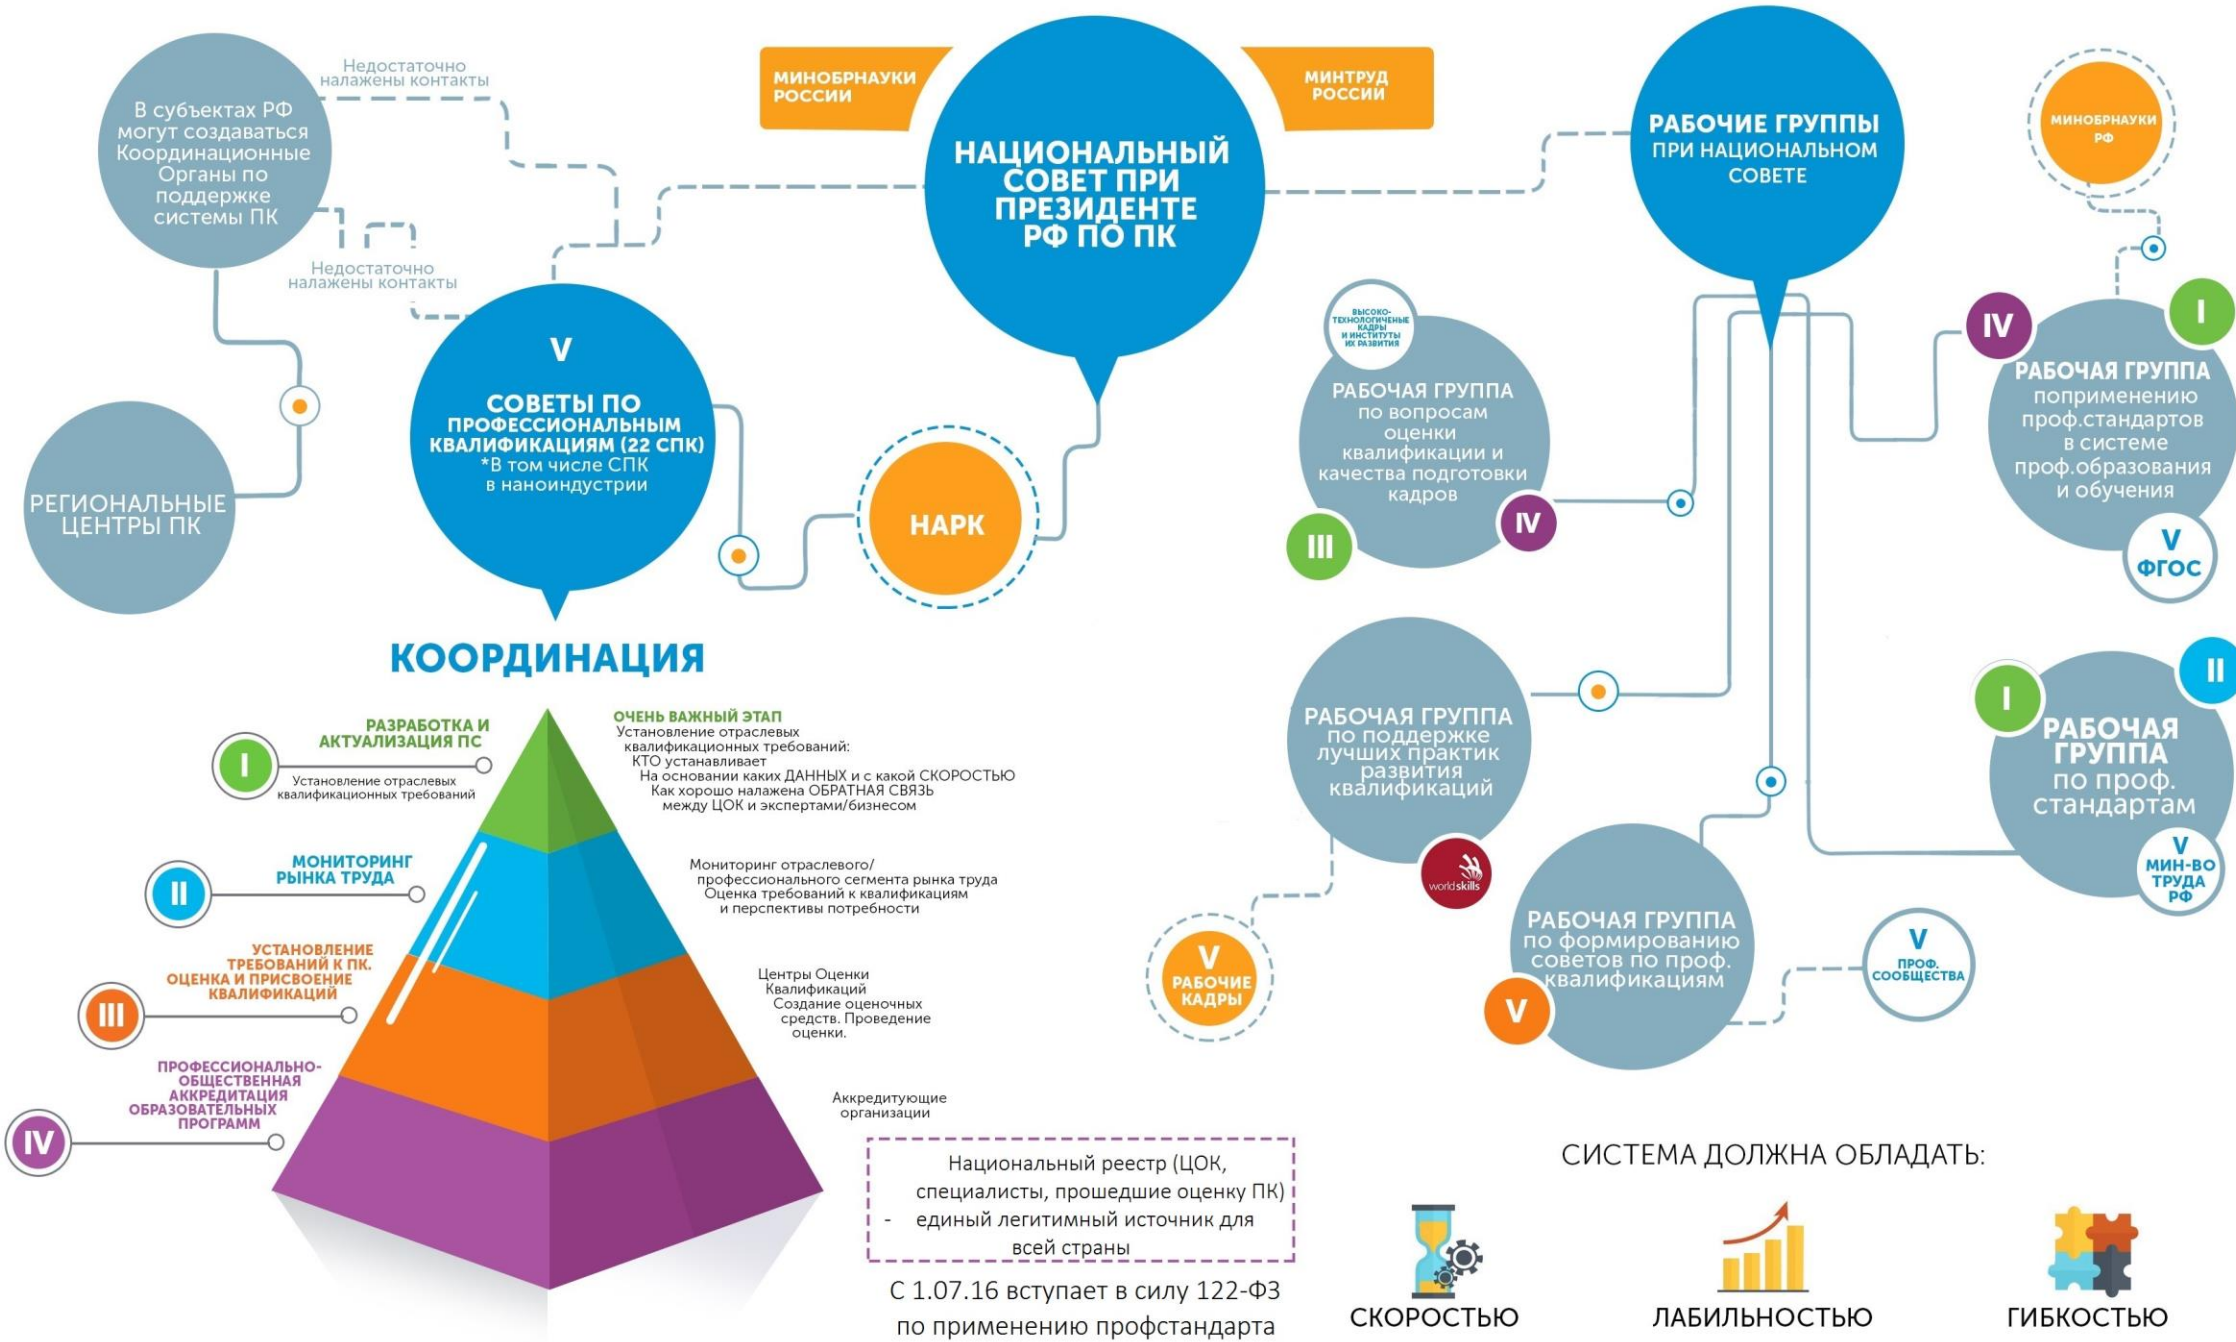 В субъектах РФ
могут создаваться
Координационные
Органы по
поддержке
системы ПК
Недостаточно
налажены контакты
Недостаточно
налажены контакты
РЕГИОНАЛЬНЫЕ
ЦЕНТРЫ ПК
V
СОВЕТЫ ПО
ПРОФЕССИОНАЛЬНЫМ
КВАЛИФИКАЦИЯМ (22 СПК)
*В том числе СПК
в наноиндустрии
МИНОБРНАУКИ
РОССИИ
НАЦИОНАЛЬНЫЙ
СОВЕТ ПРИ
ПРЕЗИДЕНТЕ
РФ ПО ПК
МИНТРУД
РОССИИ
НАРК
РАБОЧИЕ ГРУППЫ
ПРИ НАЦИОНАЛЬНОМ
СОВЕТЕ
МИНОБРНАУКИ
РФ
ВЫСОКО-
ТЕХНОЛОГИЧЕНЫЕ
КАДРЫ
И ИНСТИТУТЫ
ИХ РАЗВИТИЯ
РАБОЧАЯ ГРУППА
по вопросам
оценки
квалификации и
качества подготовки
кадров
III
IV
IV
I
РАБОЧАЯ ГРУППА
поприменению
проф.стандартов
в системе
проф.образования
и обучения
V
ФГОС
РАБОЧАЯ ГРУППА
по поддержке
лучших практик
развития
квалификаций
worldskills
V
РАБОЧИЕ
КАДРЫ
I
II
РАБОЧАЯ
ГРУППА
по проф.
стандартам
V
МИН-ВО
ТРУДА
РФ
РАБОЧАЯ ГРУППА
по формированию
советов по проф.
квалификациям
V
V
ПРОФ.
СООБЩЕСТВА
КООРДИНАЦИЯ
I
РАЗРАБОТКА И
АКТУАЛИЗАЦИЯ ПС
Установление отраслевых
квалификационных требований
ОЧЕНЬ ВАЖНЫЙ ЭТАП
Установление отраслевых
квалификационных требований:
КТО устанавливает
На основании каких ДАННЫХ и с какой СКОРОСТЬЮ
Как хорошо налажена ОБРАТНАЯ СВЯЗЬ
между ЦОК и экспертами/бизнесом
II
МОНИТОРИНГ
РЫНКА ТРУДА
Мониторинг отраслевого/
профессионального сегмента рынка труда
Оценка требований к квалификациям
и перспективы потребности
III
УСТАНОВЛЕНИЕ
ТРЕБОВАНИЙ К ПК.
ОЦЕНКА И ПРИСВОЕНИЕ
КВАЛИФИКАЦИЙ
Центры Оценки
Квалификаций
Создание оценочных
средств. Проведение
оценки.
IV
ПРОФЕССИОНАЛЬНО-
ОБЩЕСТВЕННАЯ
АККРЕДИТАЦИЯ
ОБРАЗОВАТЕЛЬНЫХ
ПРОГРАММ
Аккредитующие
организации
Национальный реестр (ЦОК,
специалисты, прошедшие оценку ПК)
- единый легитимный источник для
всей страны
С 1.07.16 вступает в силу 122-ФЗ
по применению профстандарта
СИСТЕМА ДОЛЖНА ОБЛАДАТЬ:
СКОРОСТЬЮ
ЛАБИЛЬНОСТЬЮ
ГИБКОСТЬЮ